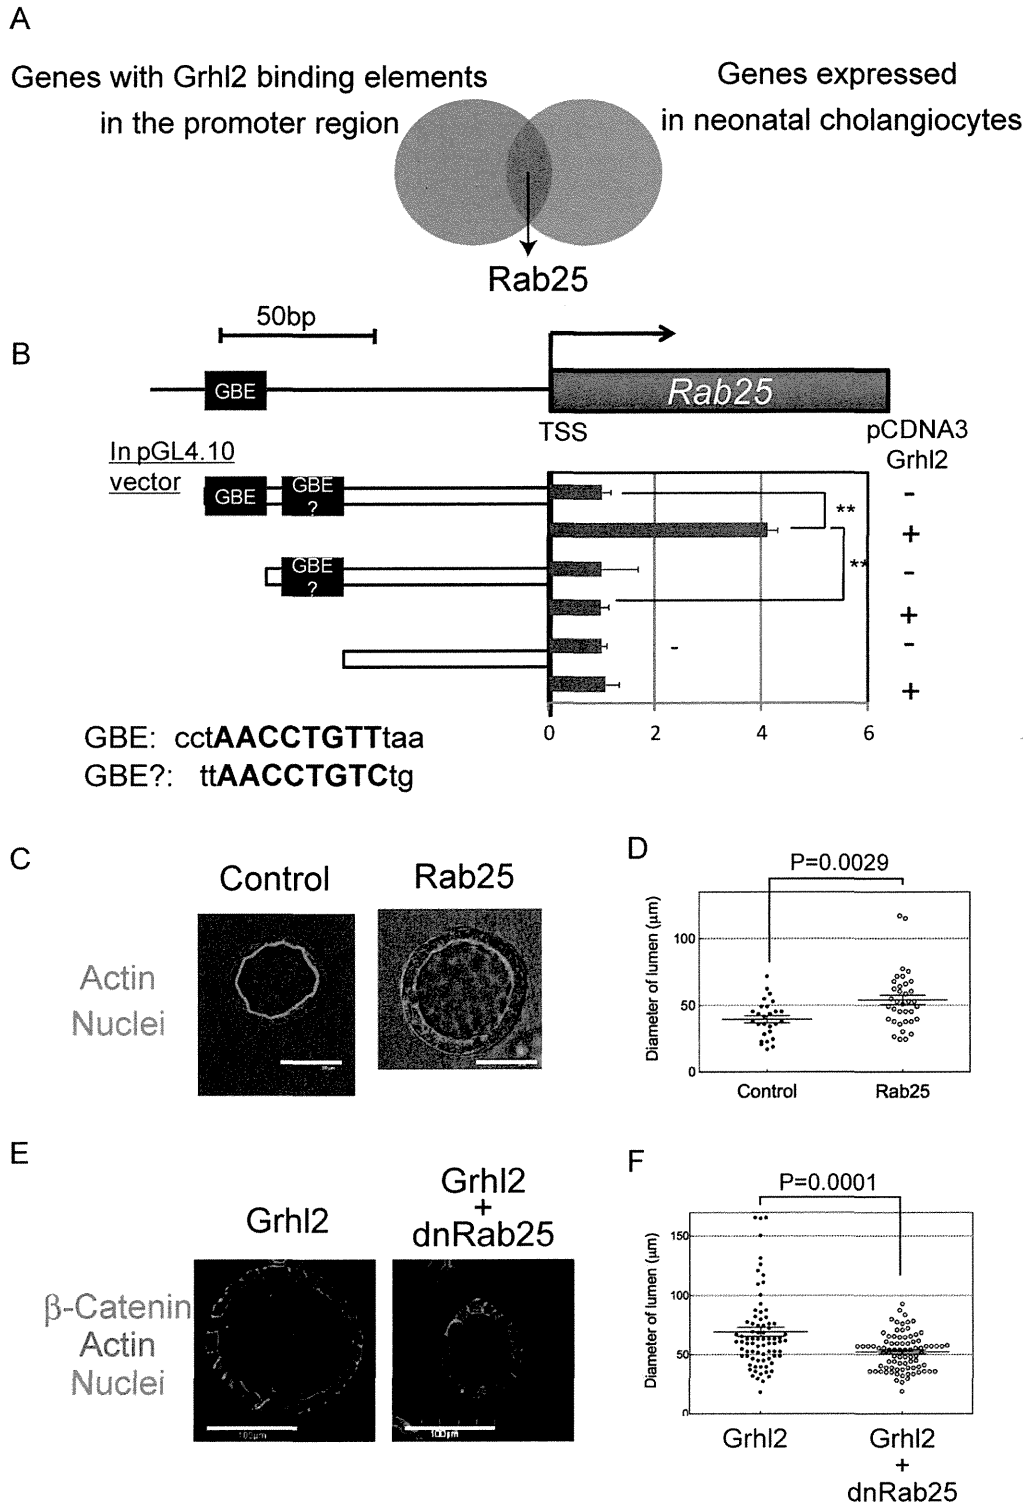 A
Genes with Grhl2 binding elements
in the promoter region
Genes expressed
in neonatal cholangiocytes
Rab25
B
50bp
GBE
Rab25
TSS
pCDNA3
Grhl2
In pGL4.10
vector
GBE
GBE
?
-
**
+
GBE
?
-
**
+
-
-
+
0 2 4 6
GBE: cctAACCTGTTtaa
GBE?: ttAACCTGTCtg
C
Control
Rab25
Actin
Nuclei
D
P=0.0029
Diameter of lumen (μm)
100
50
0
Control
Rab25
E
Grhl2
Grhl2
+
dnRab25
β-Catenin
Actin
Nuclei
100μm
100μm
F
P=0.0001
Diameter of lumen (μm)
150
100
50
0
Grhl2
Grhl2
+
dnRab25